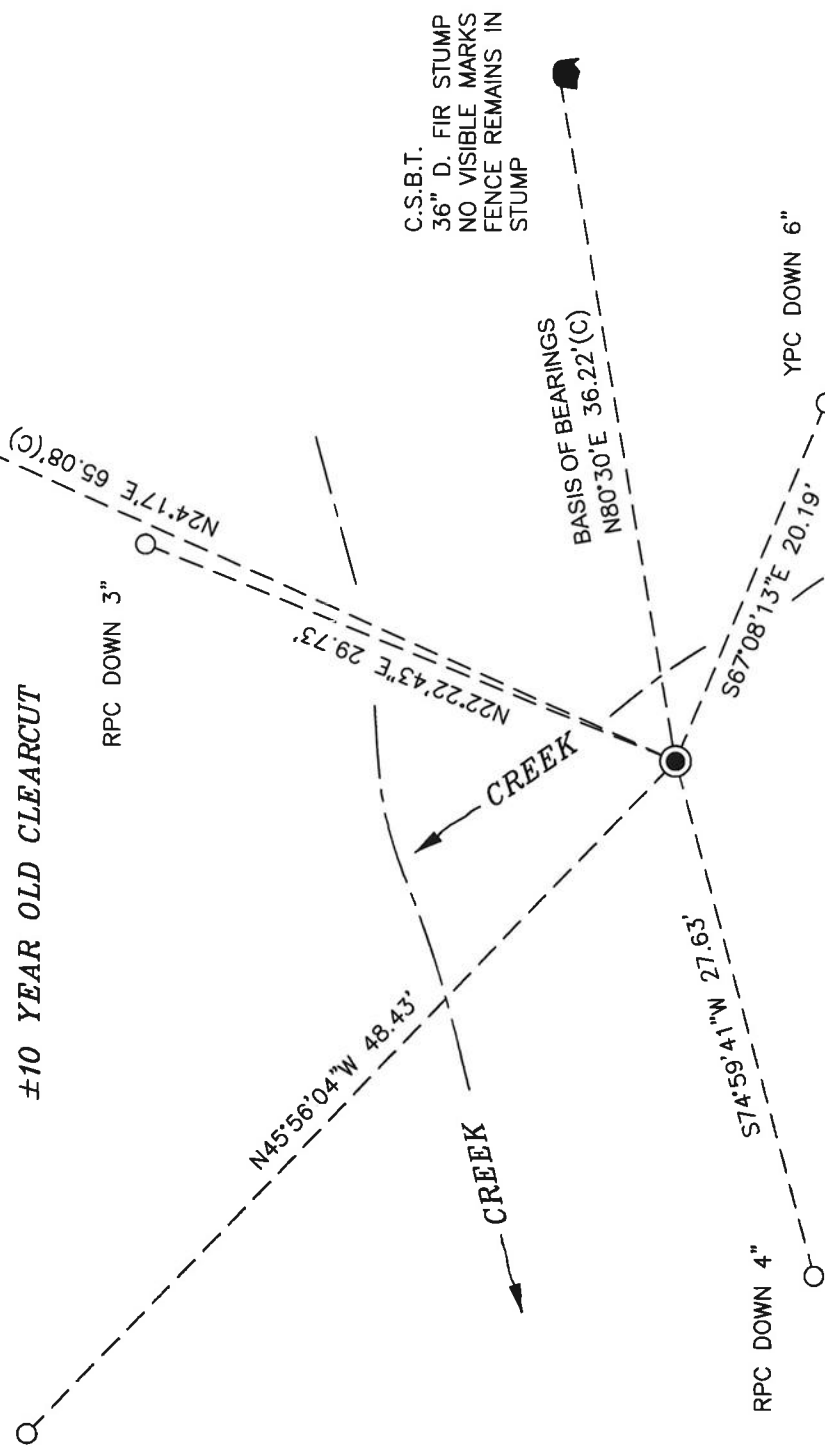 ±10 YEAR OLD CLEARCUT
RPC DOWN 3"
N24°17'E 65.08'(C)
N22°22'43"E 29.73'
C.S.B.T.
36" D. FIR STUMP
NO VISIBLE MARKS
FENCE REMAINS IN
STUMP
BASIS OF BEARINGS
N80°30'E 36.22'(C)
CREEK
N45°56'04"W 48.43'
CREEK
S67°08'13"E 20.19'
YPC DOWN 6"
S74°59'41"W 27.63'
RPC DOWN 4"